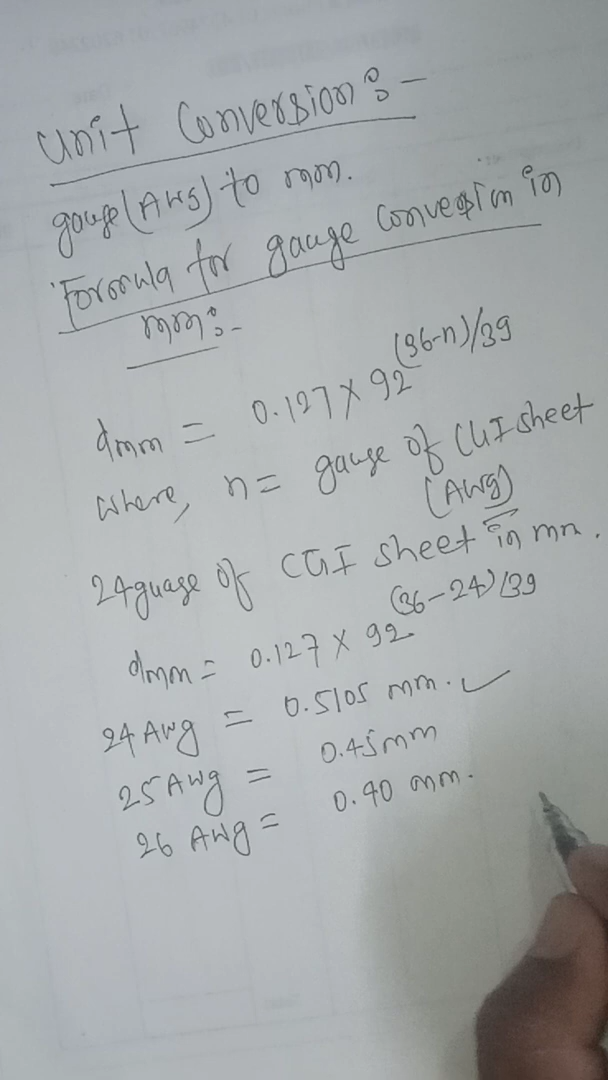 Unit Conversion :-
gauge (AWG) to mm.
Formula for gauge conversion in
mm :-
dmm = 0.127 × 92^(36-n)/39
Where, n = gauge of CGI sheet
(AWG)
24 guage of CGI sheet in mm.
dmm = 0.127 × 92^(36-24)/39
24 AWG = 0.5105 mm. ✓
25 AWG = 0.45mm
26 AWG = 0.40 mm.